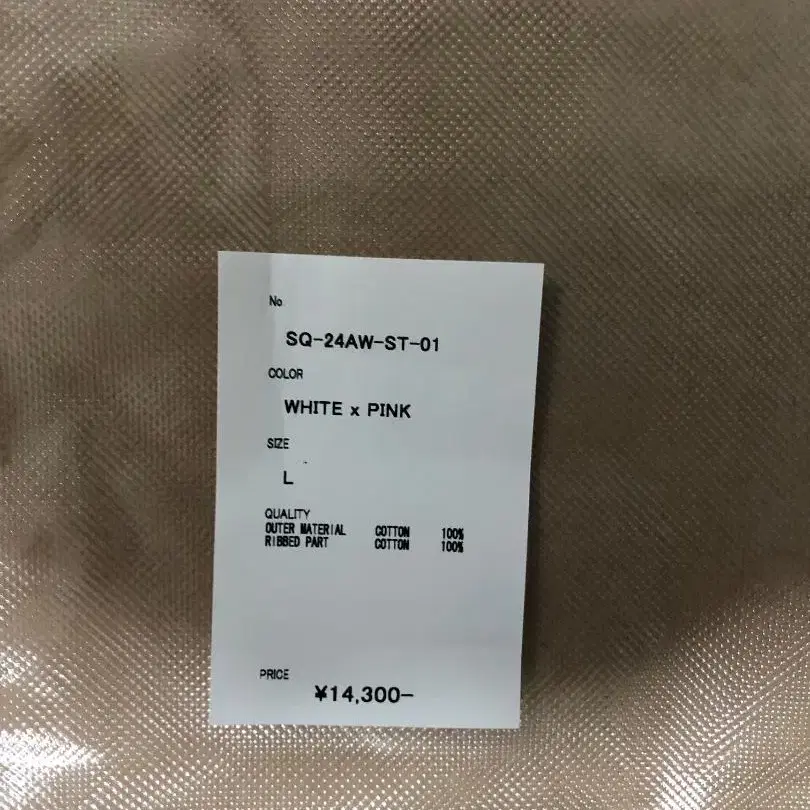 No
SQ-24AW-ST-01
COLOR
WHITE x PINK
SIZE
L
QUALITY
OUTER MATERIAL COTTON 100%
RIBBED PART COTTON 100%
PRICE
¥14,300-